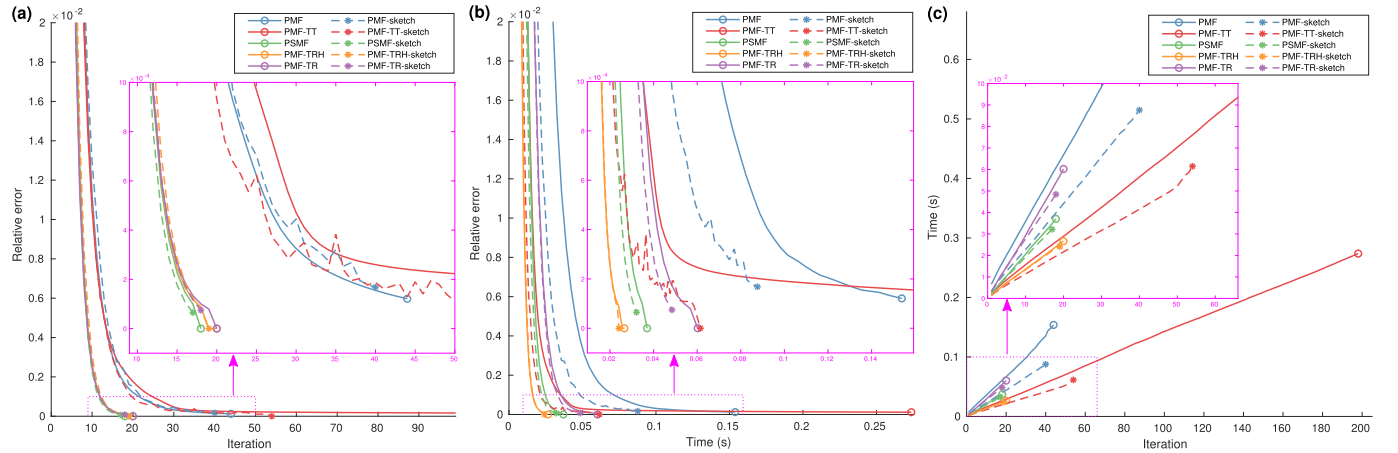 (a)
× 10⁻²
PMF
PMF-TT
PSMF
PMF-TRH
PMF-TR
PMF-sketch
PMF-TT-sketch
PSMF-sketch
PMF-TRH-sketch
PMF-TR-sketch
2
1.8
1.6
1.4
1.2
1
0.8
0.6
0.4
0.2
0
Relative error
0 10 20 30 40 50 60 70 80 90
Iteration
10 × 10⁻⁴
8
6
4
2
0
10 15 20 25 30 35 40 45 50
(b)
× 10⁻²
PMF
PMF-TT
PSMF
PMF-TRH
PMF-TR
PMF-sketch
PMF-TT-sketch
PSMF-sketch
PMF-TRH-sketch
PMF-TR-sketch
2
1.8
1.6
1.4
1.2
1
0.8
0.6
0.4
0.2
0
Relative error
0 0.05 0.1 0.15 0.2 0.25
Time (s)
10 × 10⁻⁴
8
6
4
2
0
0.02 0.04 0.06 0.08 0.1 0.12 0.14
(c)
PMF
PMF-TT
PSMF
PMF-TRH
PMF-TR
PMF-sketch
PMF-TT-sketch
PSMF-sketch
PMF-TRH-sketch
PMF-TR-sketch
0.6
0.5
0.4
0.3
0.2
0.1
0
Time (s)
0 20 40 60 80 100 120 140 160 180 200
Iteration
10 × 10⁻²
9
8
7
6
5
4
3
2
1
0
0 10 20 30 40 50 60